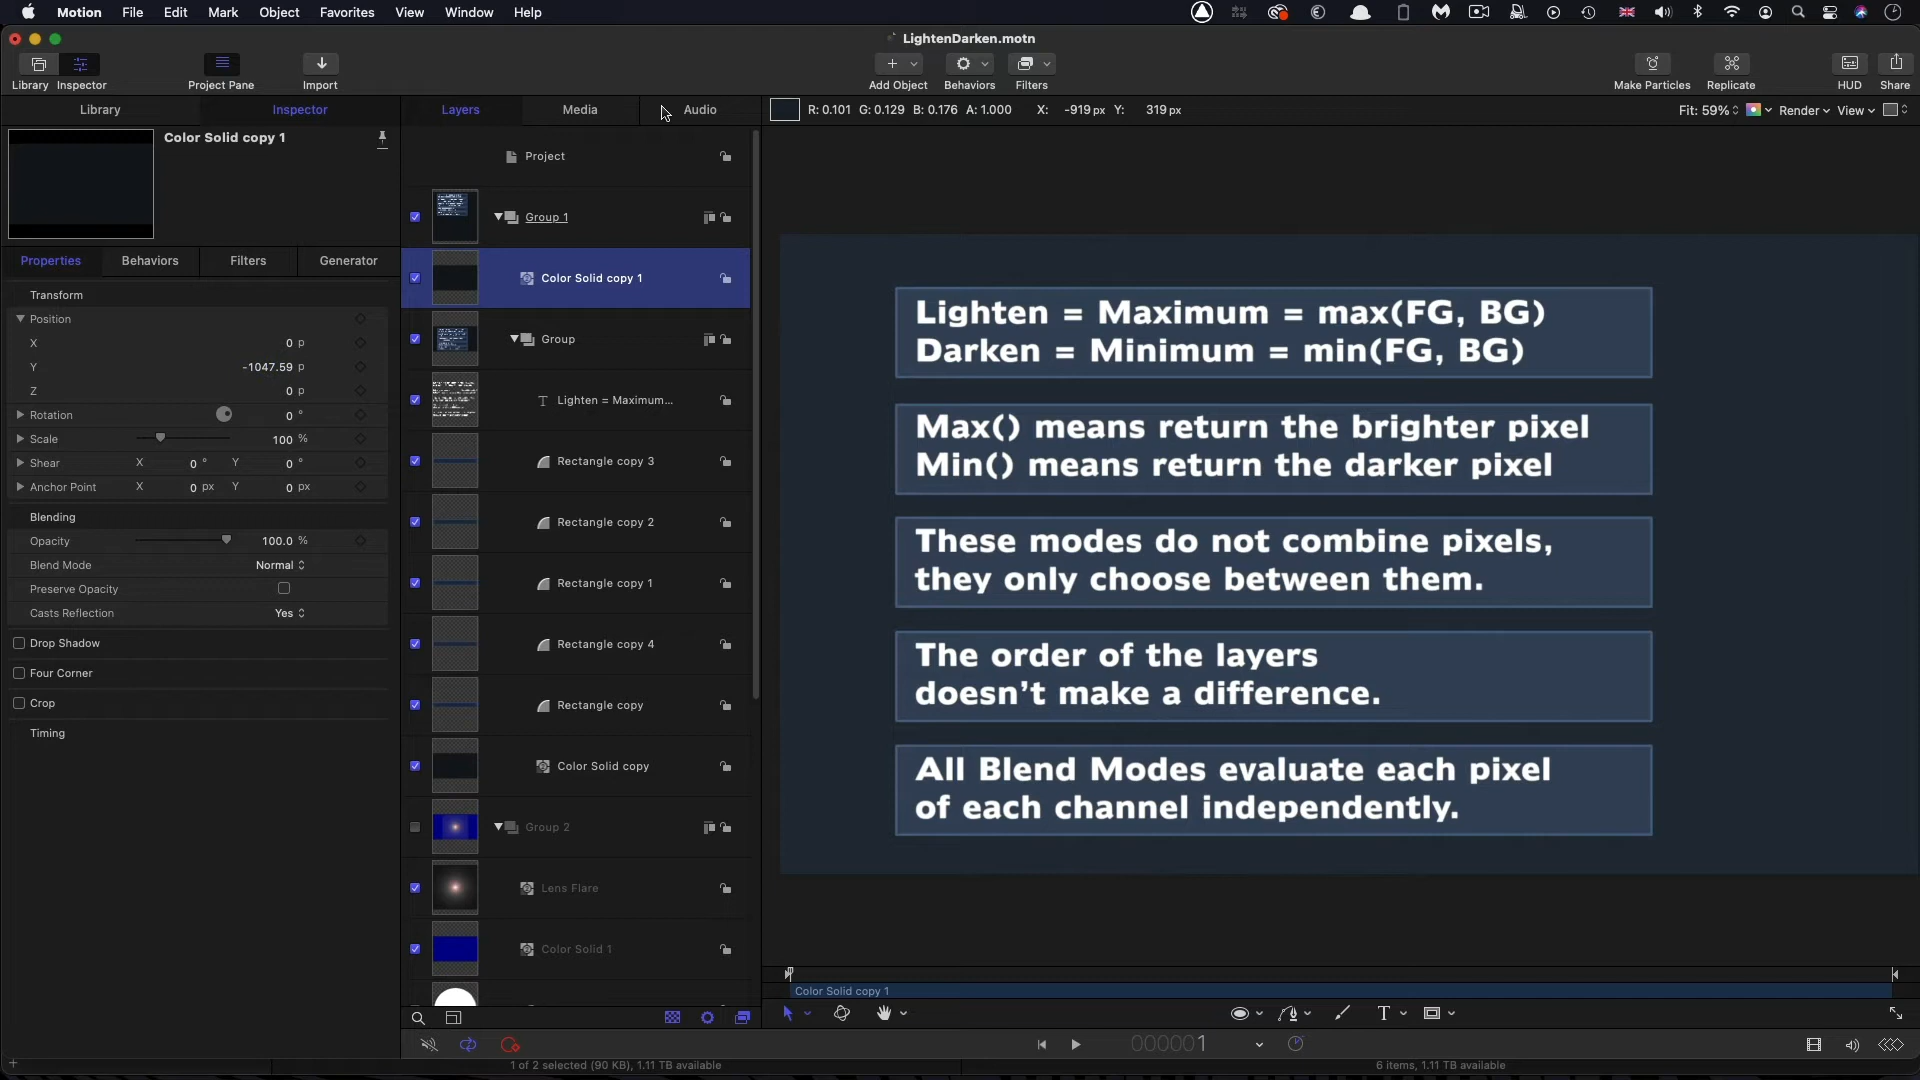 Motion File Edit Mark Object Favorites View Window Help
LightenDarken.motn
Library Inspector Project Pane Import Add Object Behaviors Filters Make Particles Replicate HUD Share
Library Inspector Layers Media Audio R: 0.101 G: 0.129 B: 0.176 A: 1.000 X: -919 px Y: 319 px Fit: 59% Render View
Color Solid copy 1
Properties Behaviors Filters Generator
Transform
Position
X 0 p
Y -1047.59 p
Z 0 p
Rotation 0 °
Scale 100 %
Shear X 0 ° Y 0 °
Anchor Point X 0 px Y 0 px
Blending
Opacity 100.0 %
Blend Mode Normal
Preserve Opacity
Casts Reflection Yes
Drop Shadow
Four Corner
Crop
Timing
Project
Group 1
Color Solid copy 1
Group
T Lighten = Maximum...
Rectangle copy 3
Rectangle copy 2
Rectangle copy 1
Rectangle copy 4
Rectangle copy
Color Solid copy
Group 2
Lens Flare
Color Solid 1
Lighten = Maximum = max(FG, BG)
Darken = Minimum = min(FG, BG)
Max() means return the brighter pixel
Min() means return the darker pixel
These modes do not combine pixels,
they only choose between them.
The order of the layers
doesn't make a difference.
All Blend Modes evaluate each pixel
of each channel independently.
Color Solid copy 1
T
000001
1 of 2 selected (90 KB), 1.11 TB available 6 items, 1.11 TB available